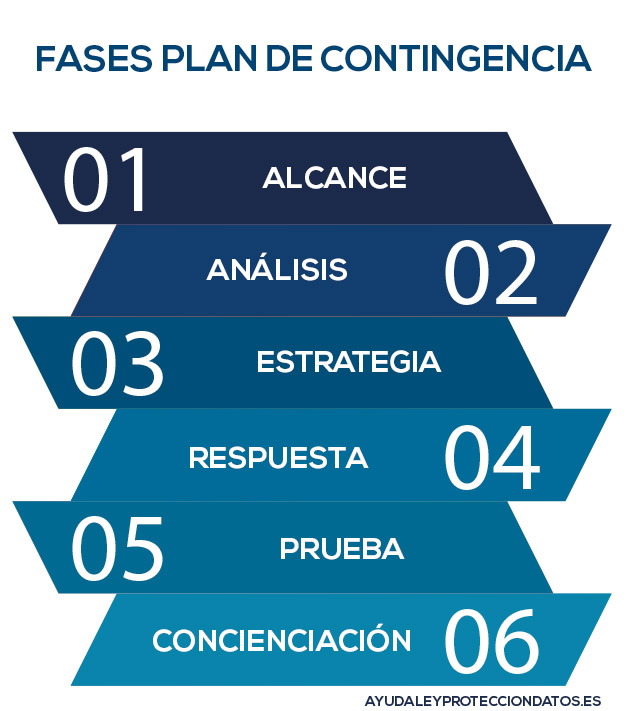 FASES PLAN DE CONTINGENCIA
01 ALCANCE
ANÁLISIS 02
03 ESTRATEGIA
RESPUESTA 04
05 PRUEBA
CONCIENCIACIÓN 06
AYUDALEYPROTECCIONDATOS.ES